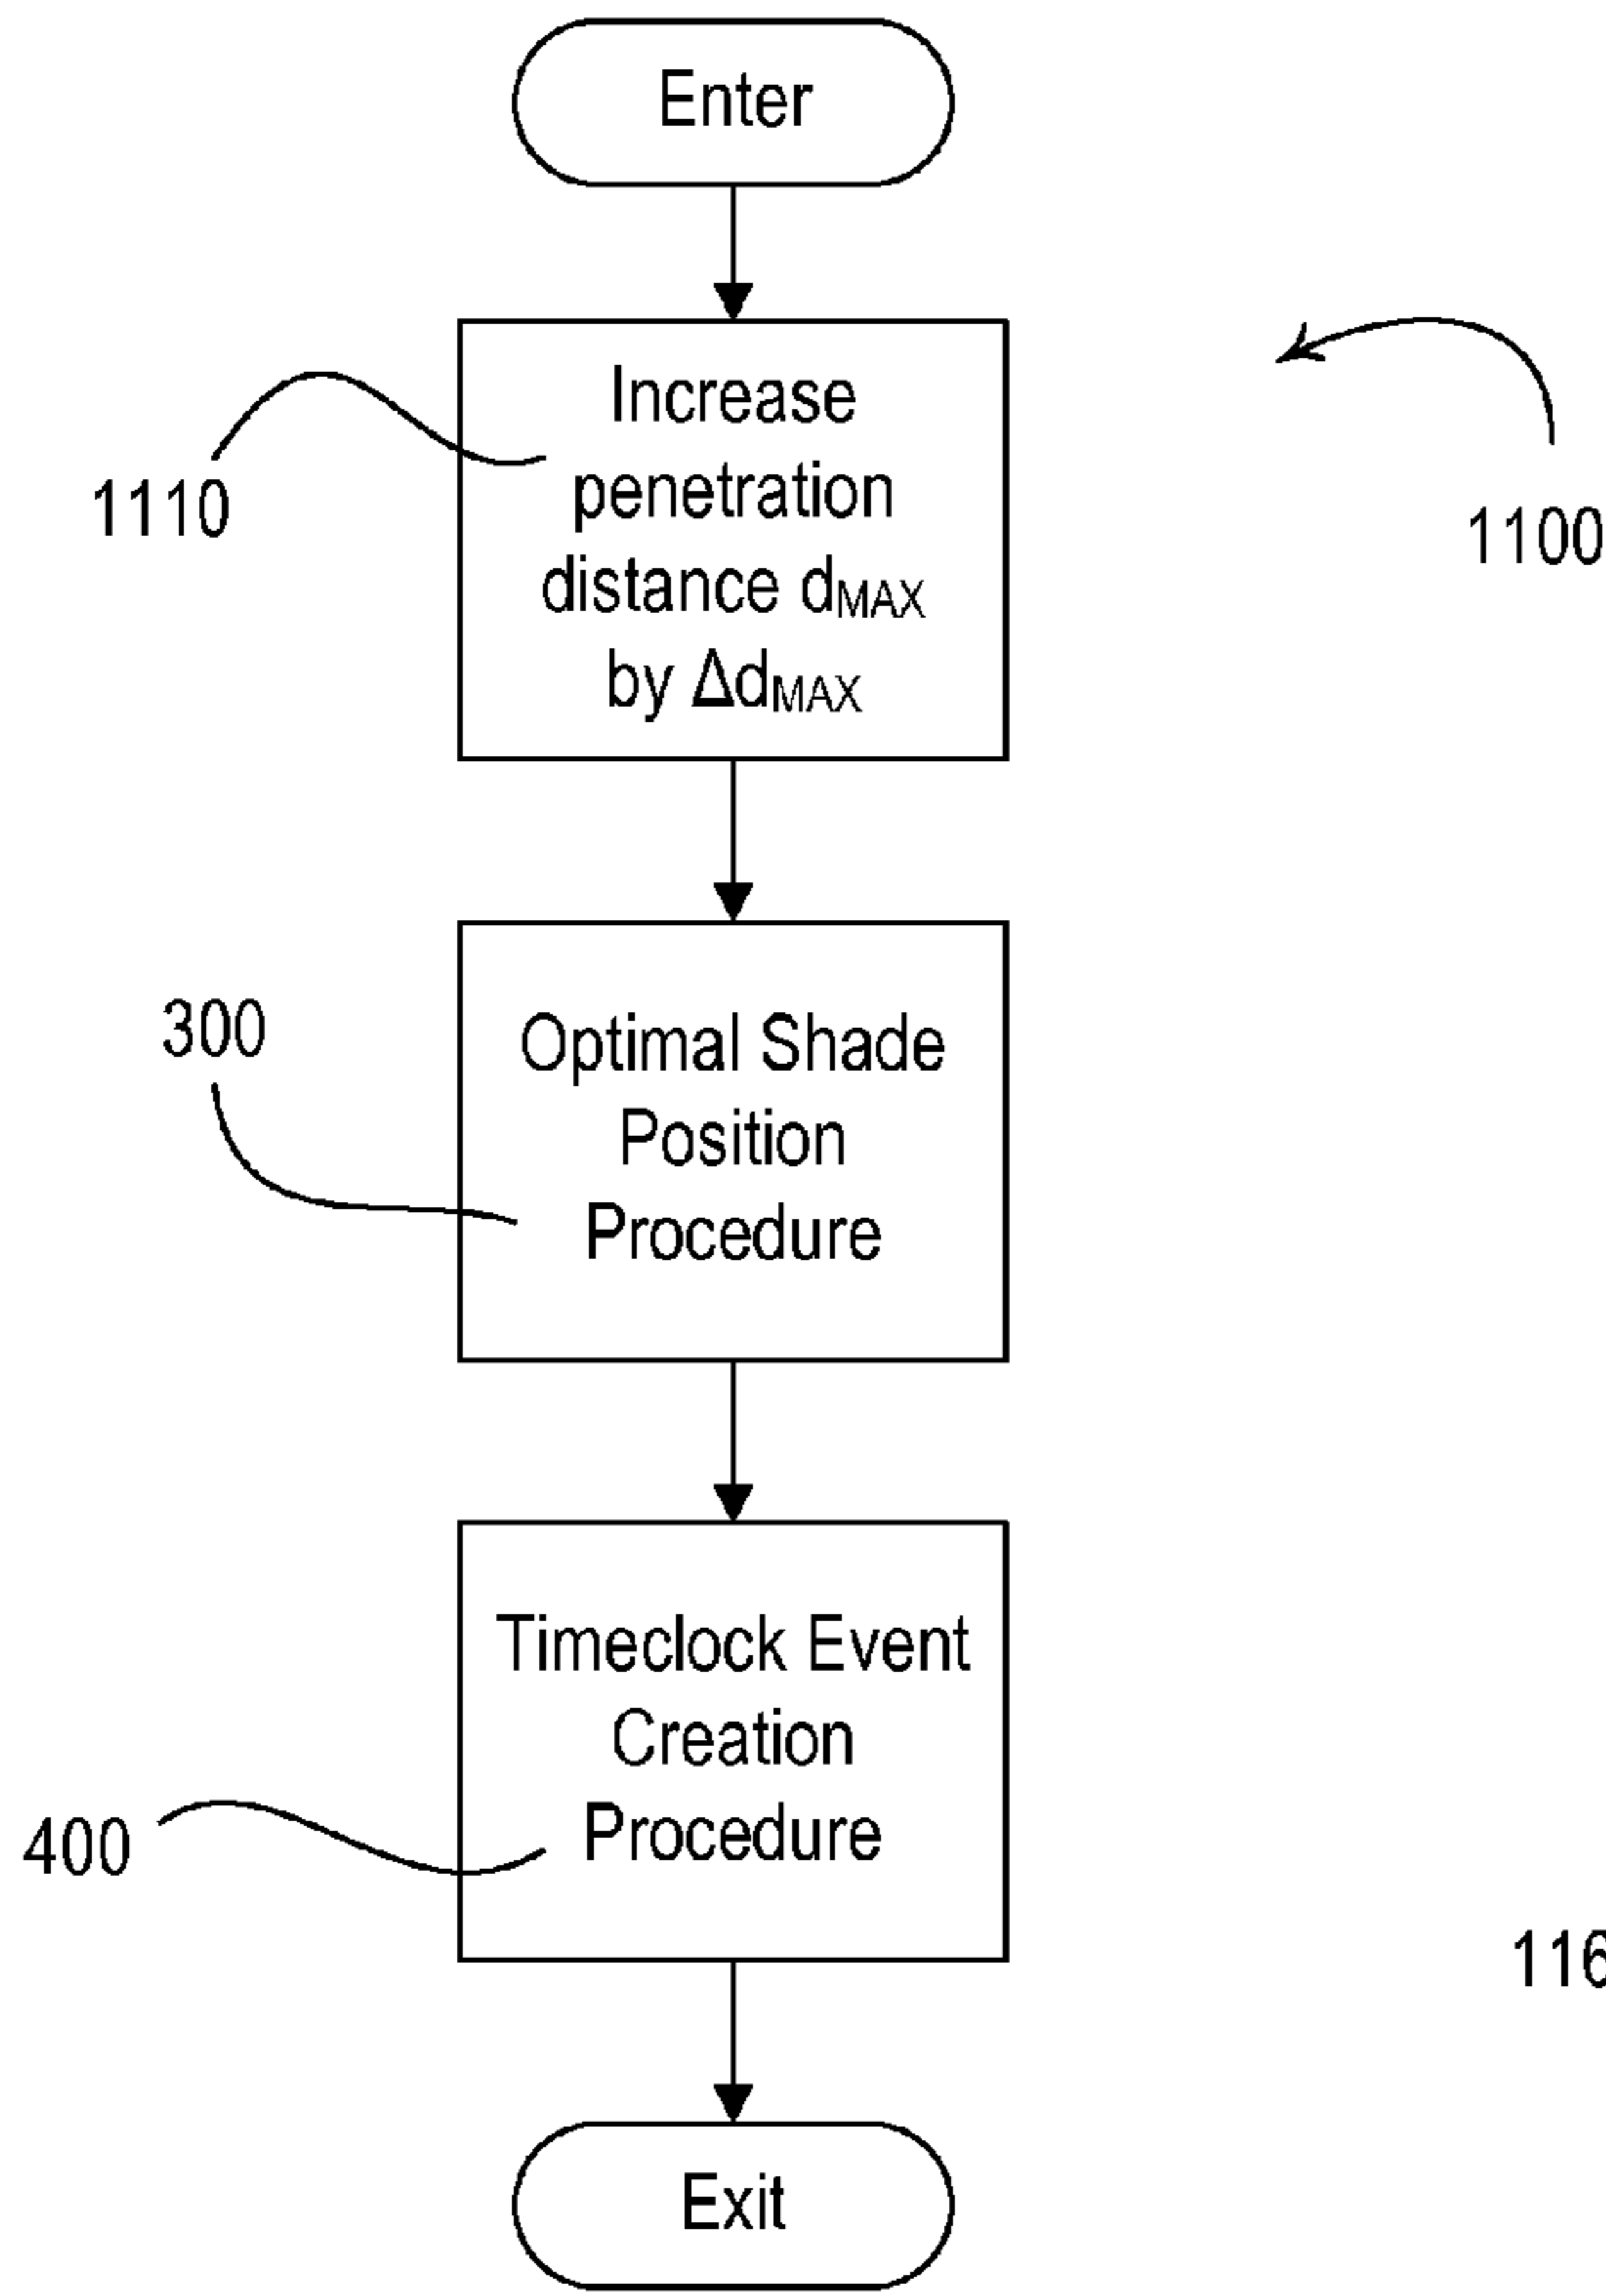 Enter
Increase
penetration
distance dMAX
by ΔdMAX
1110
1100
300
Optimal Shade
Position
Procedure
Timeclock Event
Creation
Procedure
400
116
Exit